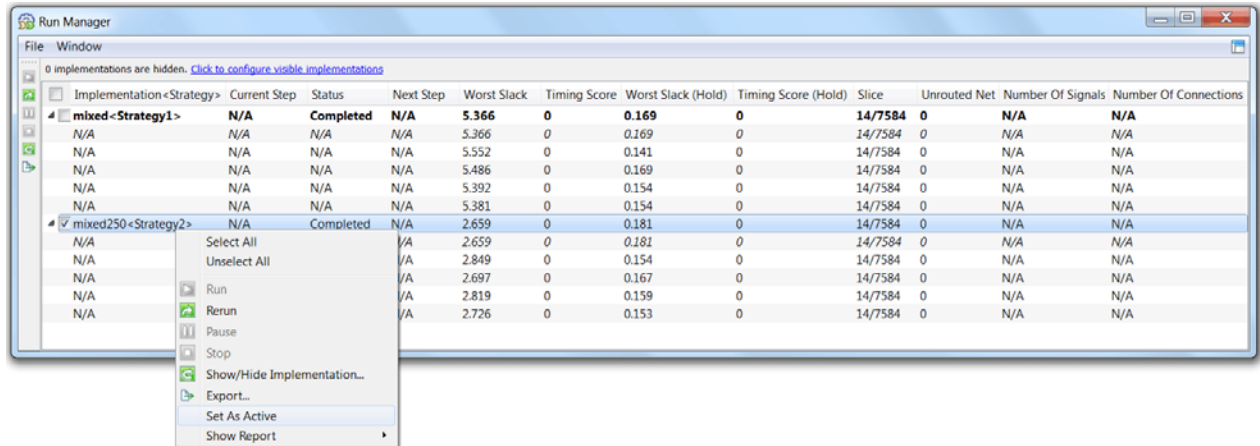 Run Manager
File Window
0 implementations are hidden. Click to configure visible implementations
Implementation<Strategy> Current Step Status Next Step Worst Slack Timing Score Worst Slack (Hold) Timing Score (Hold) Slice Unrouted Net Number Of Signals Number Of Connections
mixed<Strategy1> N/A Completed N/A 5.366 0 0.169 0 14/7584 0 N/A N/A
N/A N/A N/A N/A 5.366 0 0.169 0 14/7584 0 N/A N/A
N/A N/A N/A N/A 5.552 0 0.141 0 14/7584 0 N/A N/A
N/A N/A N/A N/A 5.486 0 0.169 0 14/7584 0 N/A N/A
N/A N/A N/A N/A 5.392 0 0.154 0 14/7584 0 N/A N/A
N/A N/A N/A N/A 5.381 0 0.154 0 14/7584 0 N/A N/A
mixed250<Strategy2> N/A Completed N/A 2.659 0 0.181 0 14/7584 0 N/A N/A
N/A Select All /A 2.659 0 0.181 0 14/7584 0 N/A N/A
N/A Unselect All /A 2.849 0 0.154 0 14/7584 0 N/A N/A
N/A Run /A 2.697 0 0.167 0 14/7584 0 N/A N/A
N/A Rerun /A 2.819 0 0.159 0 14/7584 0 N/A N/A
N/A /A 2.726 0 0.153 0 14/7584 0 N/A N/A
Pause
Stop
Show/Hide Implementation...
Export...
Set As Active
Show Report